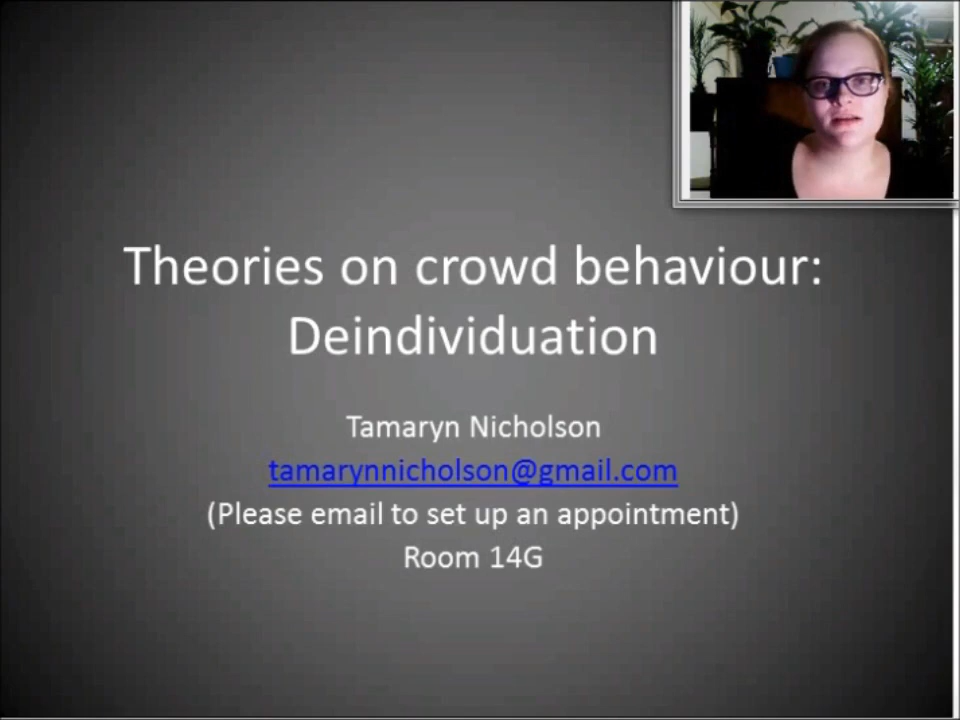 Theories on crowd behaviour:
Deindividuation
Tamaryn Nicholson
tamarynnicholson@gmail.com
(Please email to set up an appointment)
Room 14G